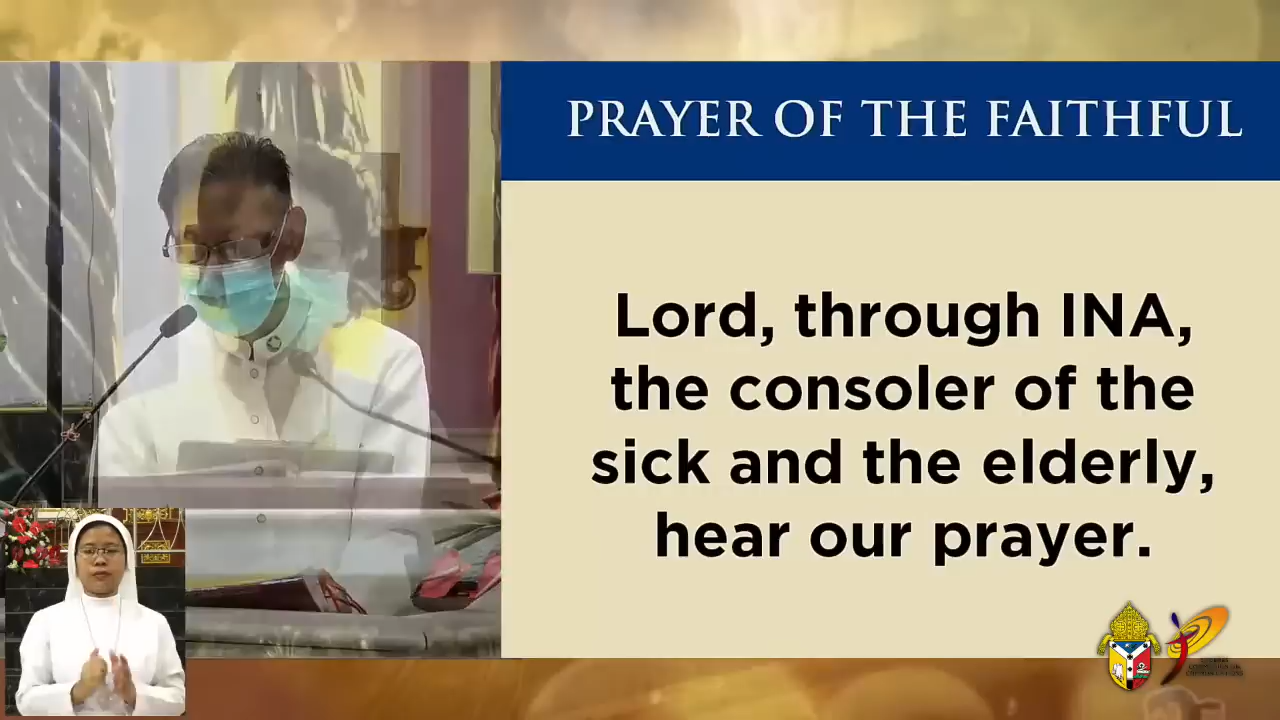 PRAYER OF THE FAITHFUL
Lord, through INA,
the consoler of the
sick and the elderly,
hear our prayer.